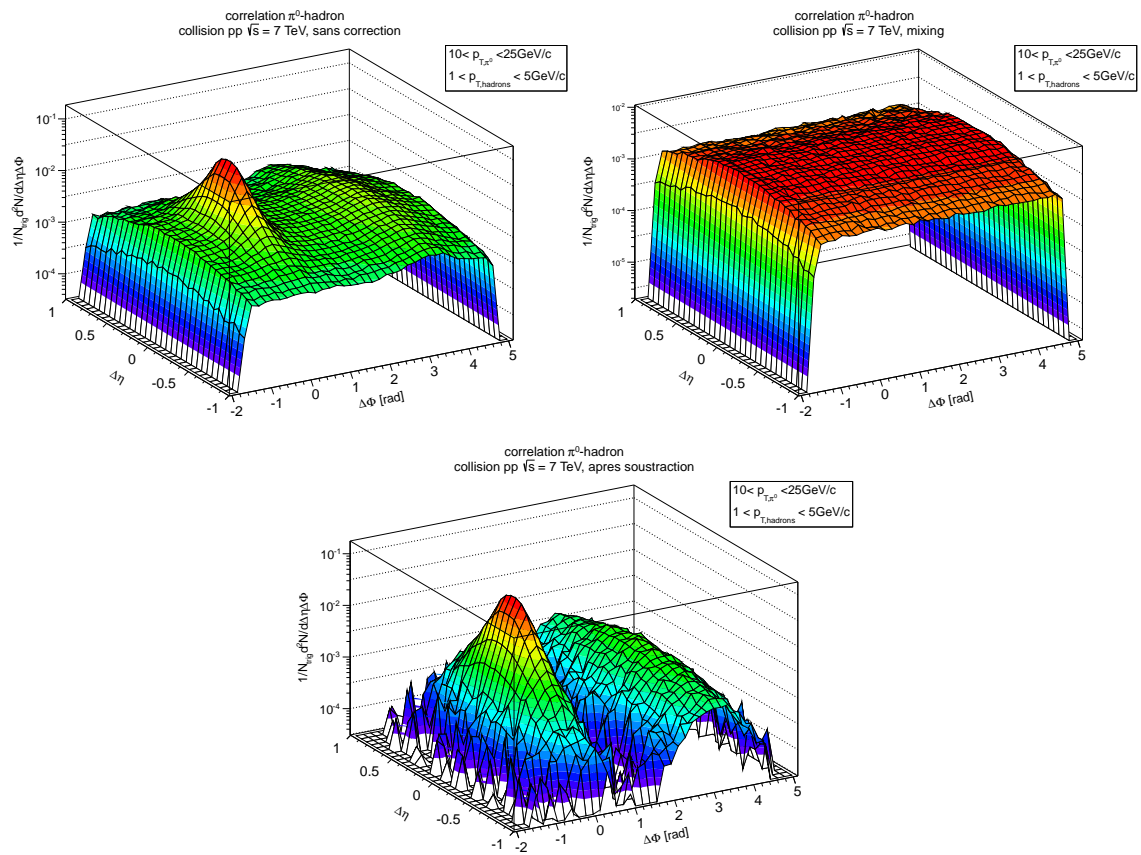 correlation π⁰-hadron
collision pp √s = 7 TeV, sans correction
10< p_T,π⁰ <25GeV/c
1 < p_T,hadrons < 5GeV/c
1/N_trig d²N/dΔηΔΦ
10⁻¹
10⁻²
10⁻³
10⁻⁴
1
0.5
0
-0.5
-1
Δη
-2
-1
0
1
2
3
4
5
ΔΦ [rad]
correlation π⁰-hadron
collision pp √s = 7 TeV, mixing
10< p_T,π⁰ <25GeV/c
1 < p_T,hadrons < 5GeV/c
1/N_trig d²N/dΔηΔΦ
10⁻²
10⁻³
10⁻⁴
10⁻⁵
1
0.5
0
-0.5
-1
Δη
-2
-1
0
1
2
3
4
5
ΔΦ [rad]
correlation π⁰-hadron
collision pp √s = 7 TeV, apres soustraction
10< p_T,π⁰ <25GeV/c
1 < p_T,hadrons < 5GeV/c
1/N_trig d²N/dΔηΔΦ
10⁻¹
10⁻²
10⁻³
10⁻⁴
1
0.5
0
-0.5
-1
Δη
-2
-1
0
1
2
3
4
5
ΔΦ [rad]